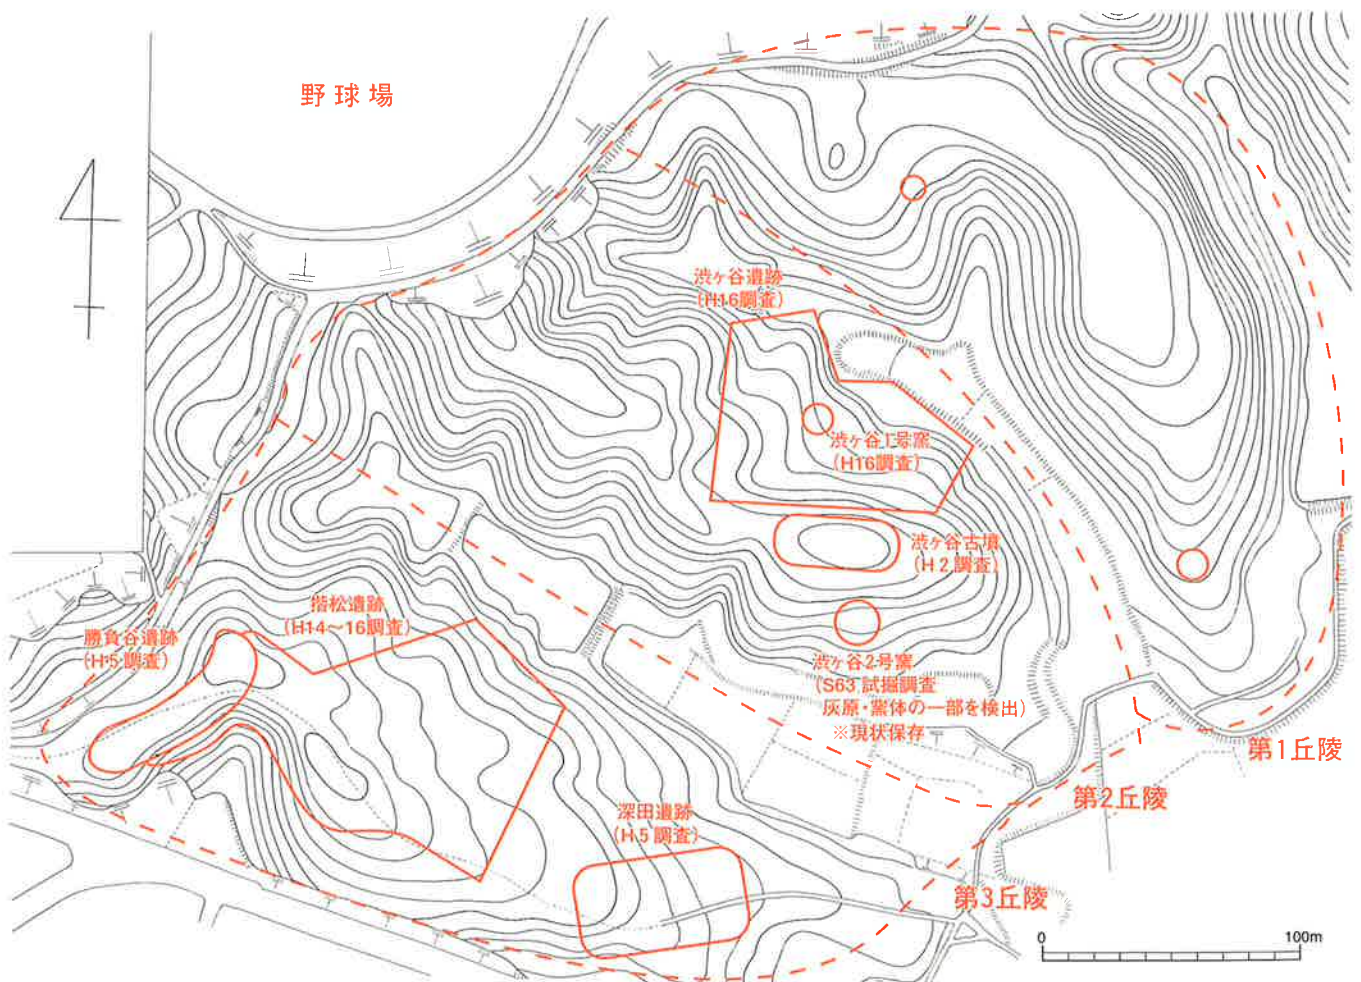 野球場
渋ヶ谷遺跡
(H16調査)
渋ヶ谷1号窯
(H16調査)
渋ヶ谷古墳
(H2調査)
揩松遺跡
(H14～16調査)
勝負谷遺跡
(H5調査)
渋ヶ谷2号窯
(S63試掘調査
灰原・窯体の一部を検出)
※現状保存
第1丘陵
第2丘陵
深田遺跡
(H5調査)
第3丘陵
0 100m